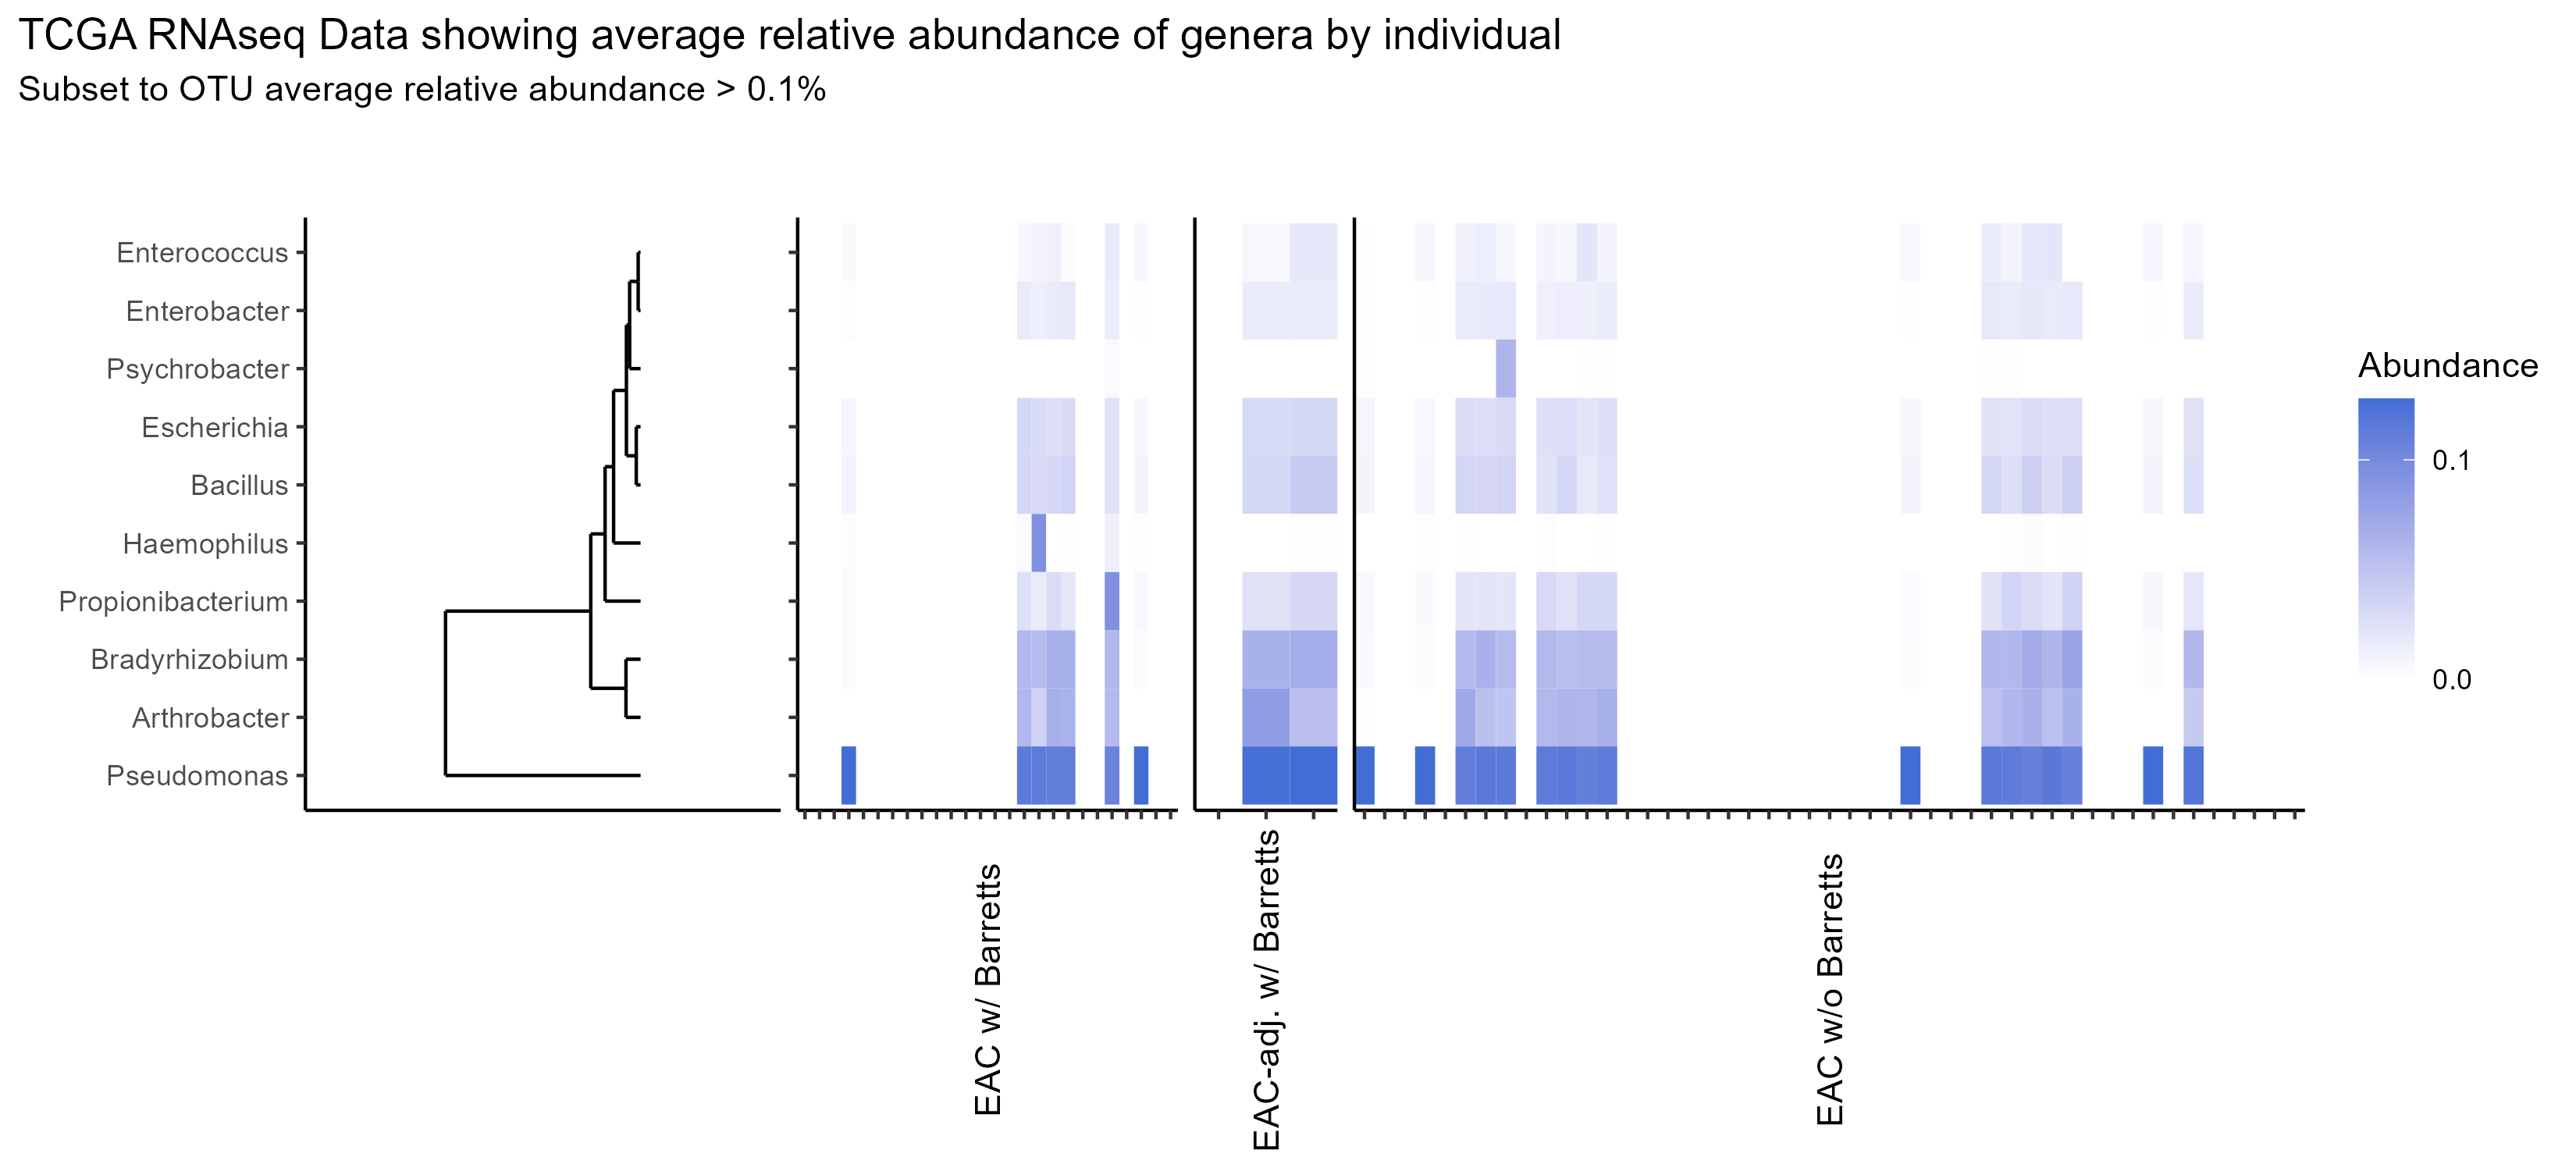 TCGA RNAseq Data showing average relative abundance of genera by individual
Subset to OTU average relative abundance > 0.1%
Enterococcus
Enterobacter
Psychrobacter
Escherichia
Bacillus
Haemophilus
Propionibacterium
Bradyrhizobium
Arthrobacter
Pseudomonas
EAC w/ Barretts
EAC-adj. w/ Barretts
EAC w/o Barretts
Abundance
0.1
0.0